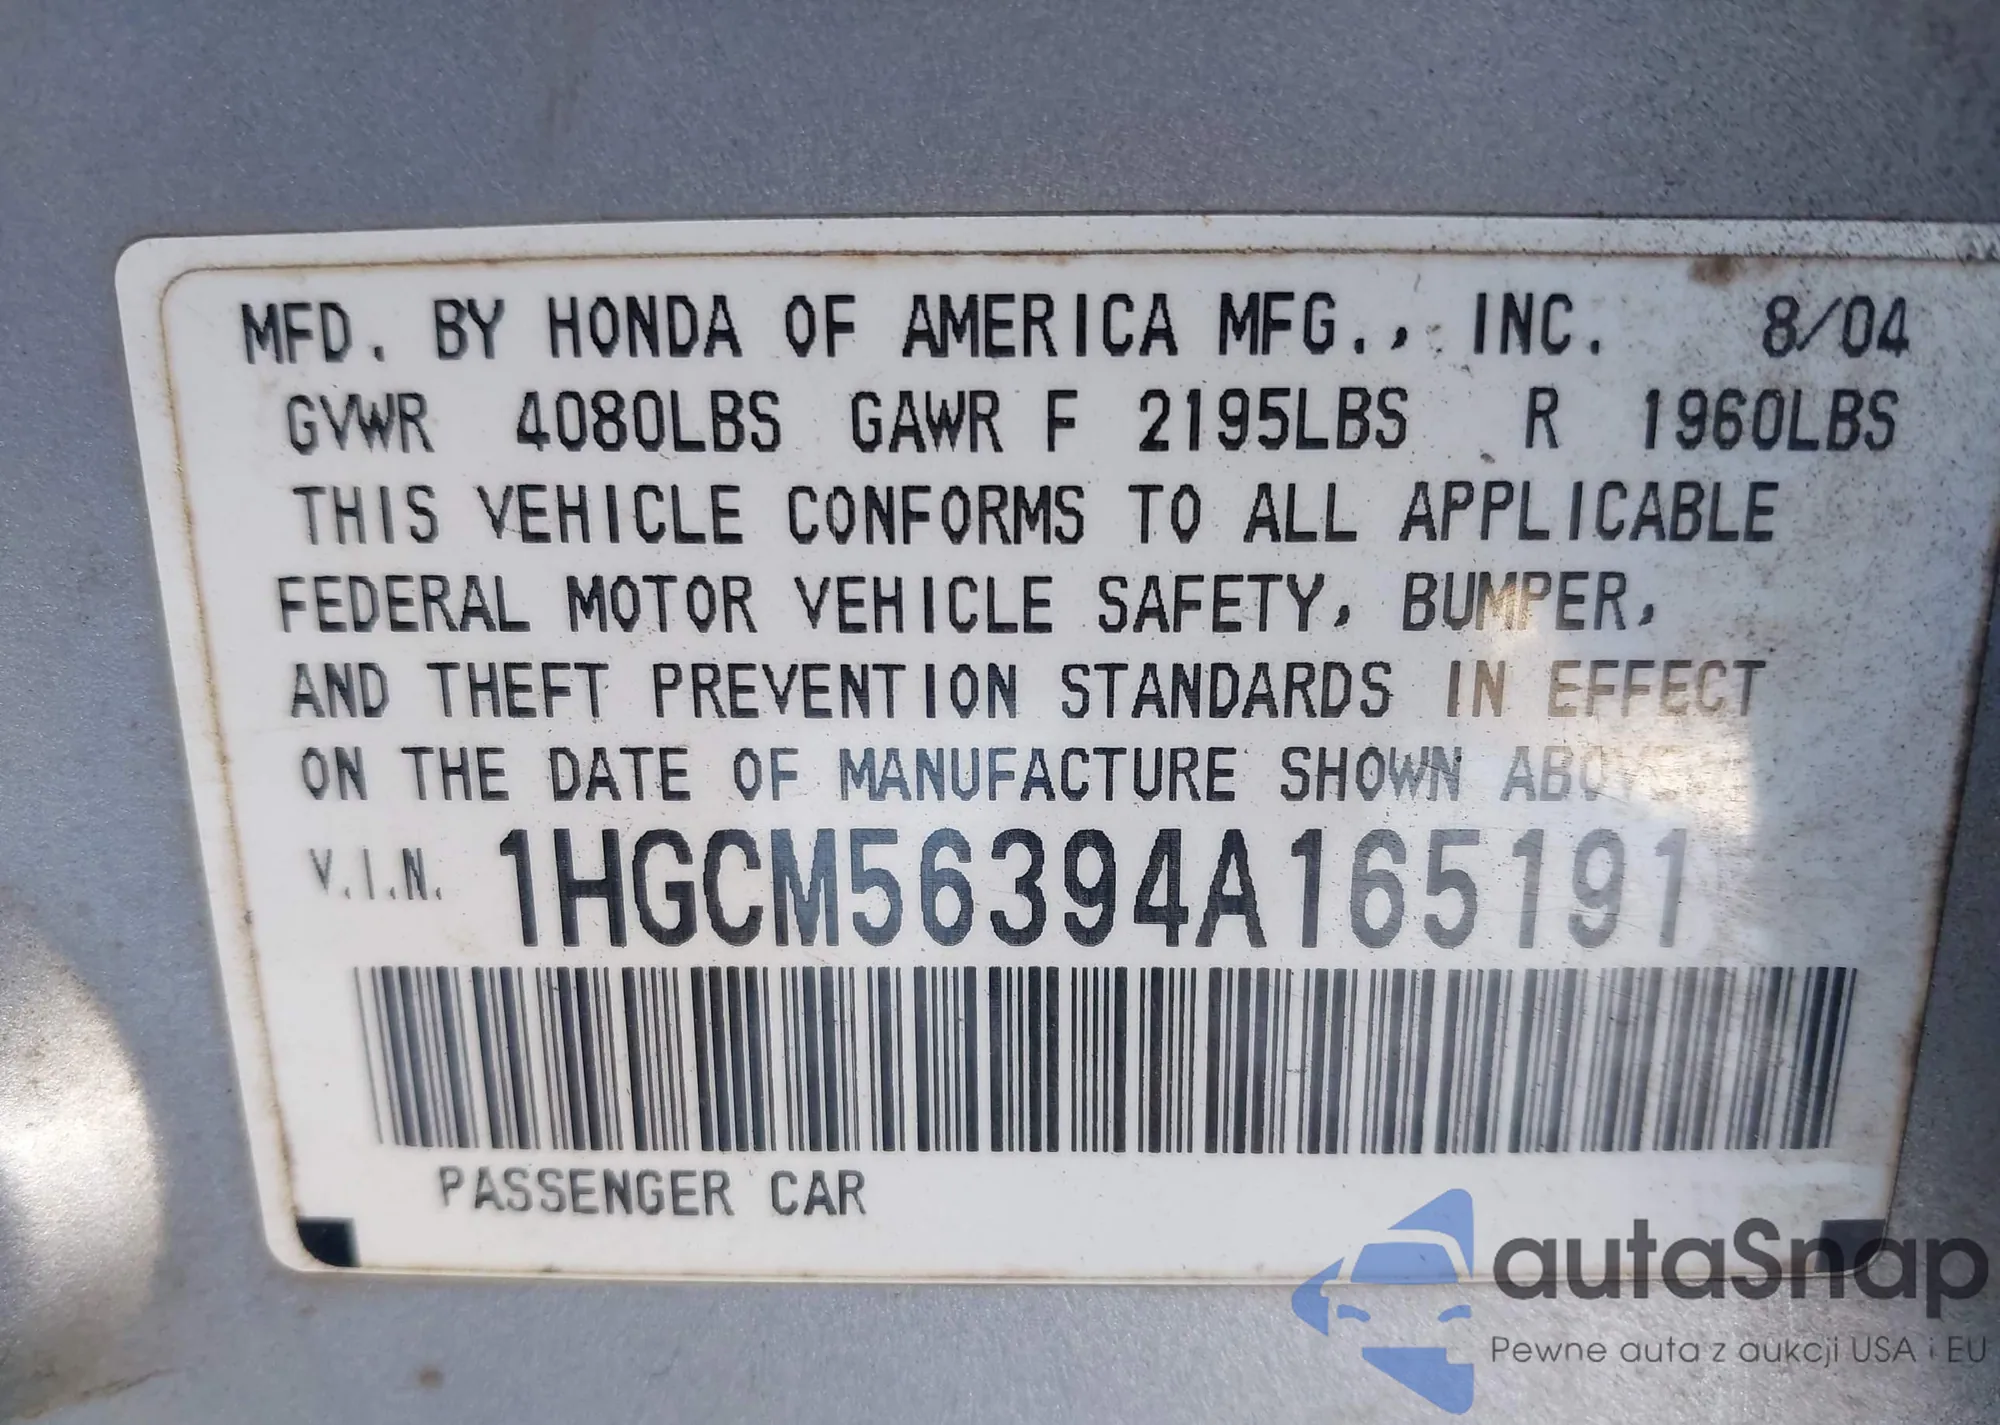 MFD. BY HONDA OF AMERICA MFG., INC. 8/04
GVWR 4080LBS GAWR F 2195LBS R 1960LBS
THIS VEHICLE CONFORMS TO ALL APPLICABLE
FEDERAL MOTOR VEHICLE SAFETY, BUMPER,
AND THEFT PREVENTION STANDARDS IN EFFECT
ON THE DATE OF MANUFACTURE SHOWN ABOVE
V.I.N. 1HGCM56394A165191
PASSENGER CAR
autaSnap
Pewne auta z aukcji USA i EU